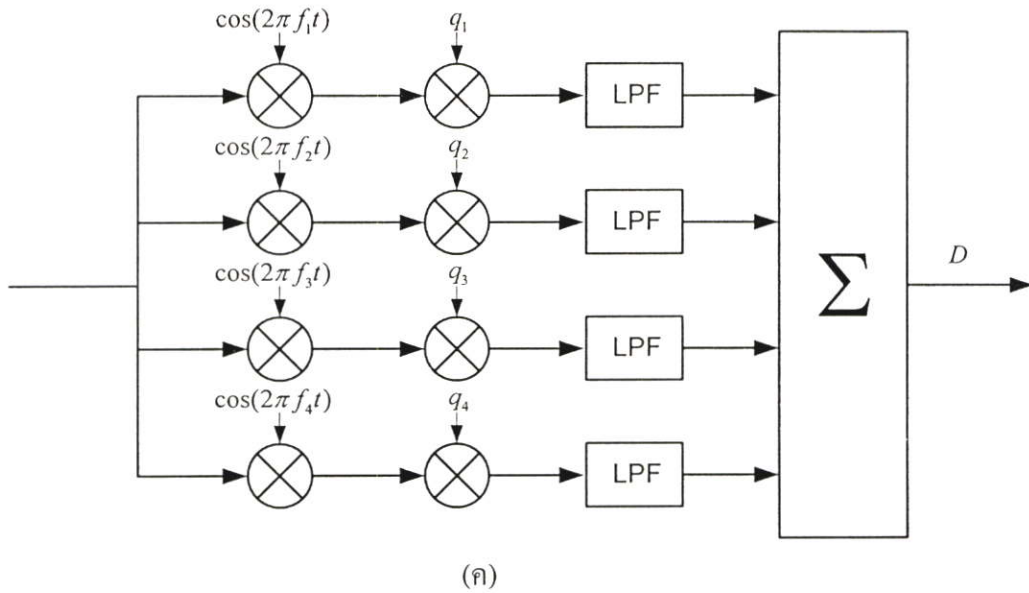 cos(2π f₁t)
q₁
LPF
cos(2π f₂t)
q₂
LPF
cos(2π f₃t)
q₃
LPF
cos(2π f₄t)
q₄
LPF
Σ
D
(ค)